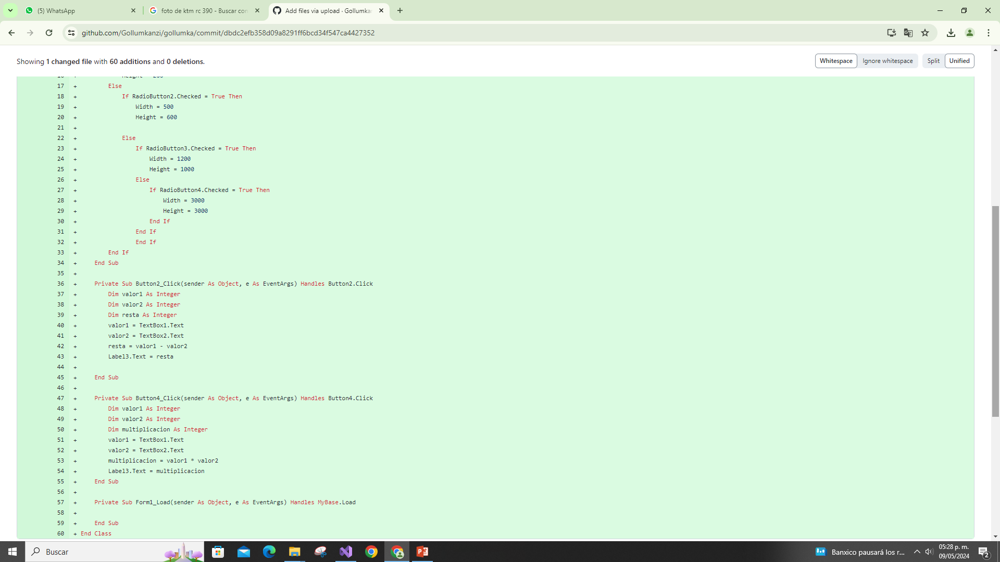 (5) WhatsApp
foto de ktm rc 390 - Buscar con
Add files via upload · Gollumka
github.com/Gollumkanzi/gollumka/commit/dbdc2efb358d09a8291ff6bcd34f547ca4427352
Showing 1 changed file with 60 additions and 0 deletions.
Whitespace Ignore whitespace Split Unified
17 + Else
18 + If RadioButton2.Checked = True Then
19 + Width = 500
20 + Height = 600
21 +
22 + Else
23 + If RadioButton3.Checked = True Then
24 + Width = 1200
25 + Height = 1000
26 + Else
27 + If RadioButton4.Checked = True Then
28 + Width = 3000
29 + Height = 3000
30 + End If
31 + End If
32 + End If
33 + End If
34 + End Sub
35 +
36 + Private Sub Button2_Click(sender As Object, e As EventArgs) Handles Button2.Click
37 + Dim valor1 As Integer
38 + Dim valor2 As Integer
39 + Dim resta As Integer
40 + valor1 = TextBox1.Text
41 + valor2 = TextBox2.Text
42 + resta = valor1 - valor2
43 + Label3.Text = resta
44 +
45 + End Sub
46 +
47 + Private Sub Button4_Click(sender As Object, e As EventArgs) Handles Button4.Click
48 + Dim valor1 As Integer
49 + Dim valor2 As Integer
50 + Dim multiplicacion As Integer
51 + valor1 = TextBox1.Text
52 + valor2 = TextBox2.Text
53 + multiplicacion = valor1 * valor2
54 + Label3.Text = multiplicacion
55 + End Sub
56 +
57 + Private Sub Form1_Load(sender As Object, e As EventArgs) Handles MyBase.Load
58 +
59 + End Sub
60 + End Class
Buscar
Banxico pausará los r...
05:28 p. m.
09/05/2024
2